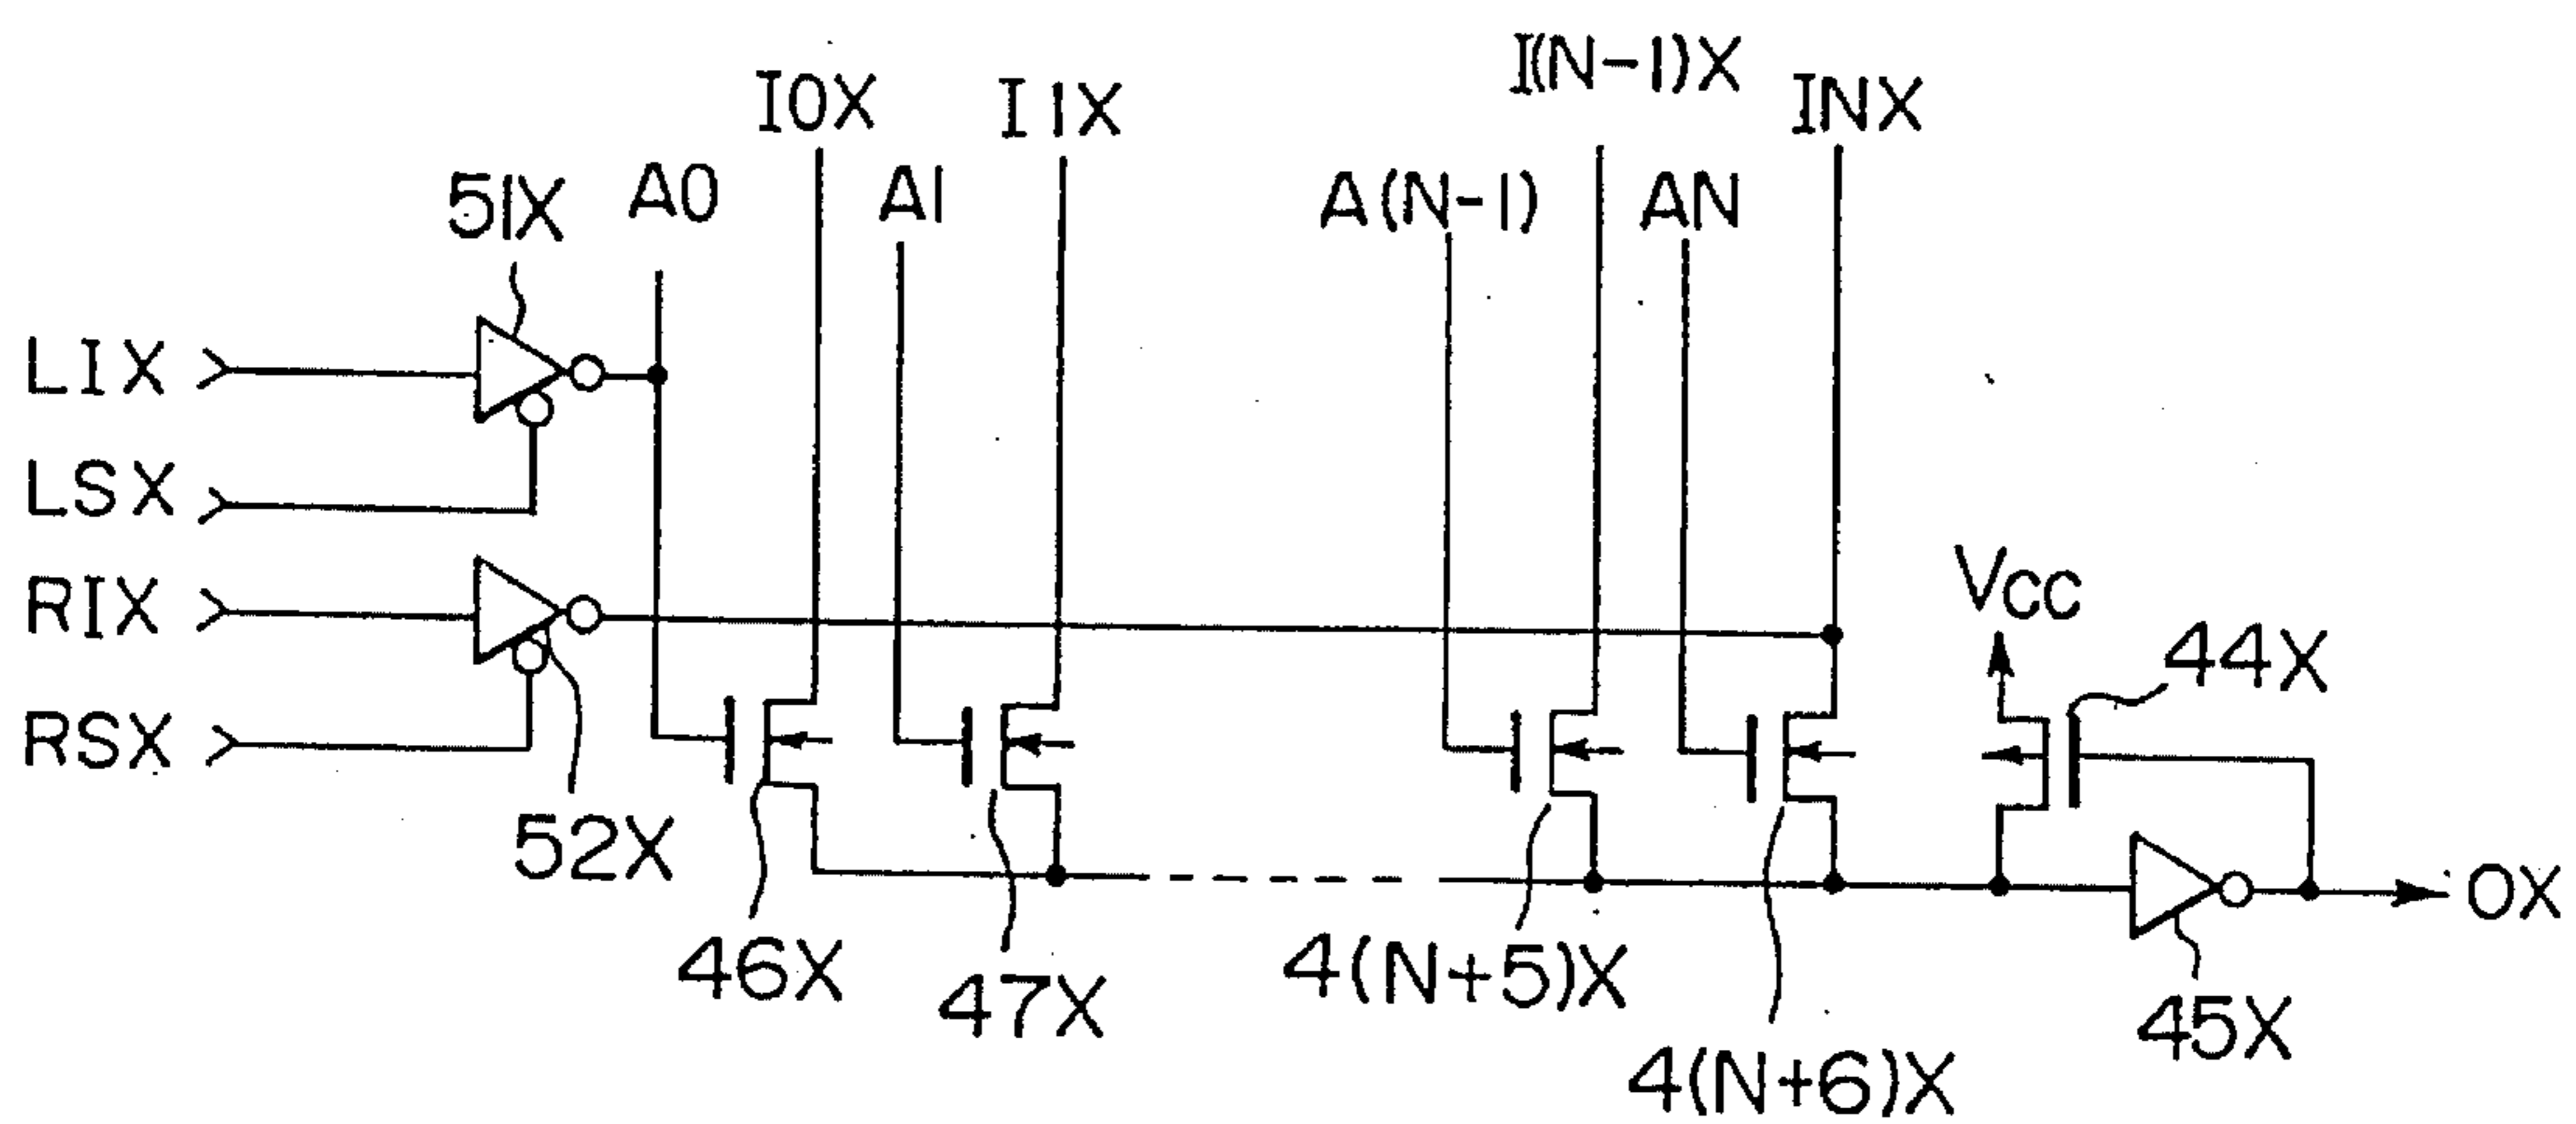 I(N-1)X
I0X
I1X
INX
51X
A0
A1
A(N-1)
AN
LIX
LSX
RIX
VCC
44X
RSX
52X
OX
46X
47X
4(N+5)X
45X
4(N+6)X